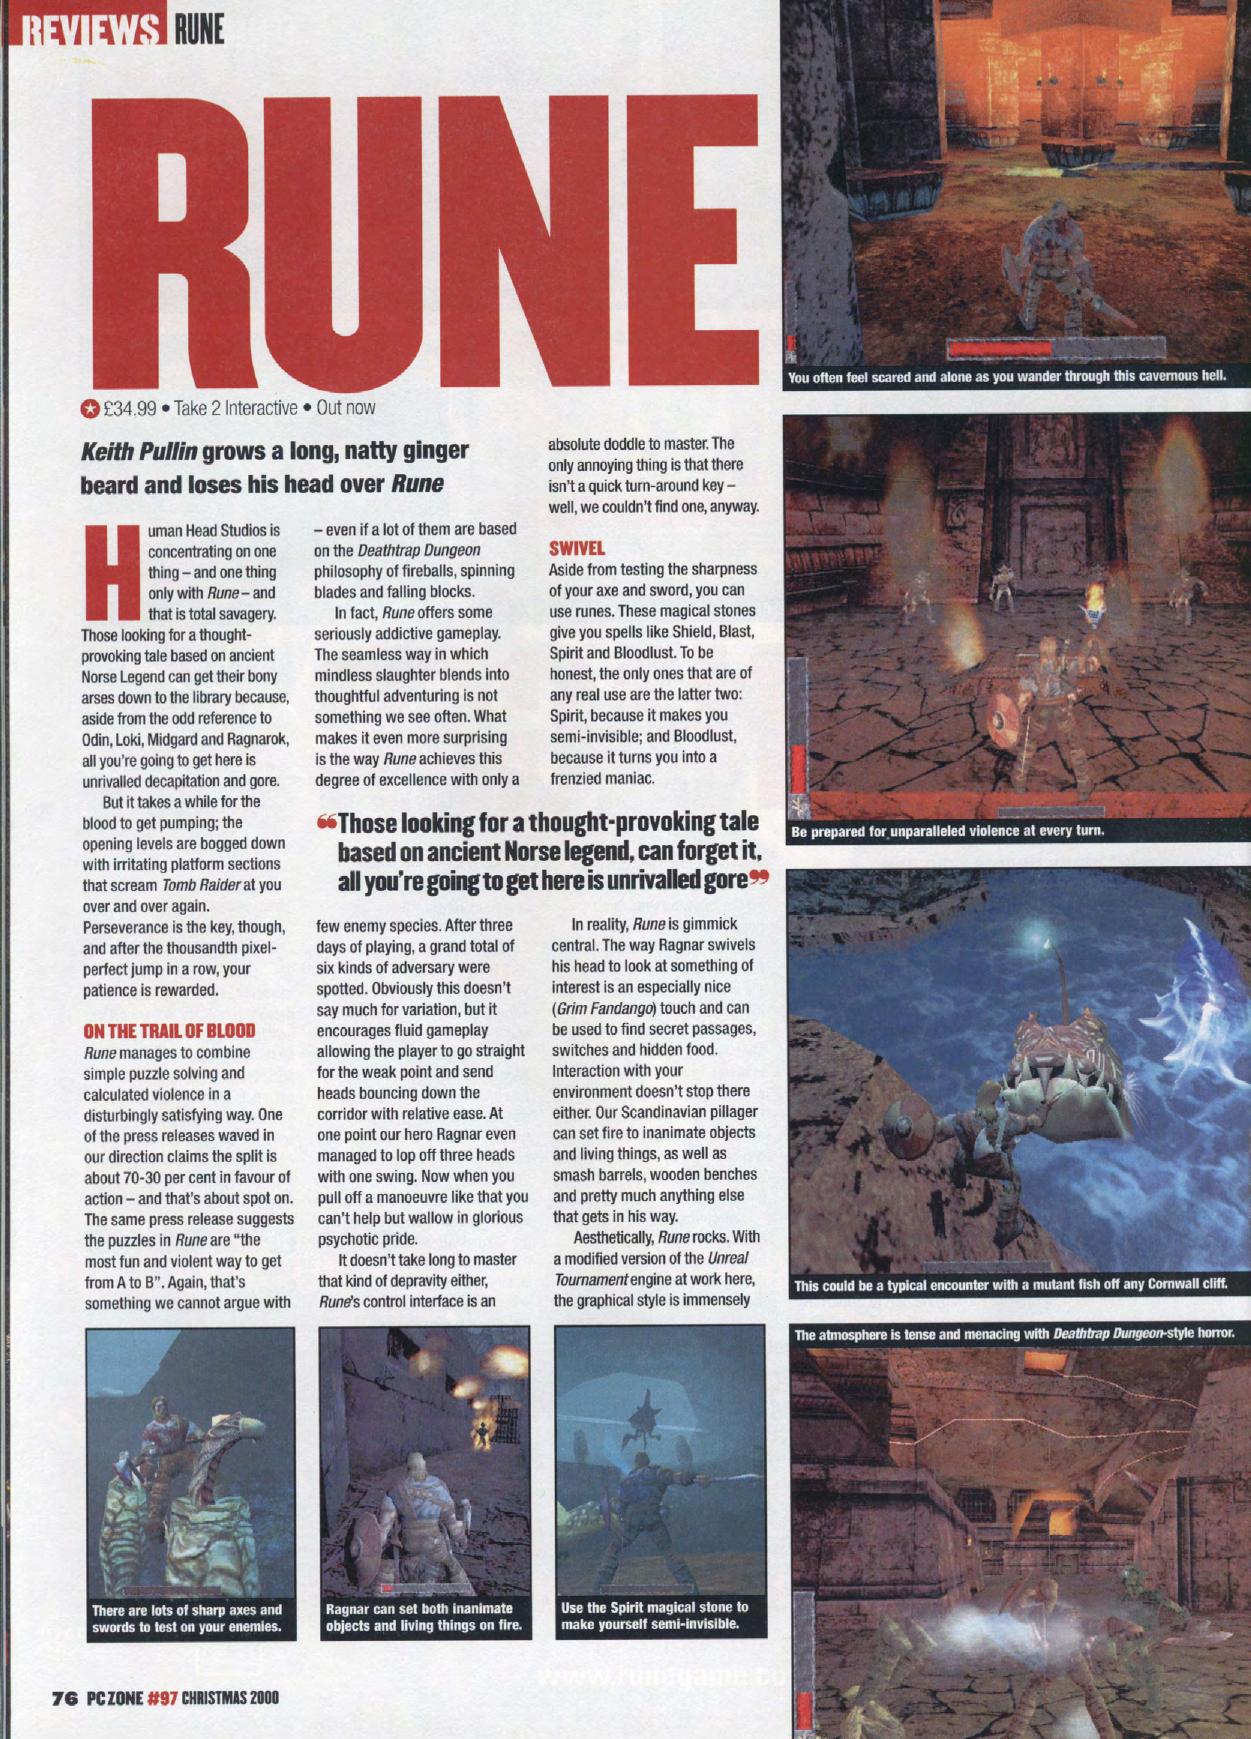 REVIEWS RUNE
RUNE
£34.99 • Take 2 Interactive • Out now
Keith Pullin grows a long, natty ginger
beard and loses his head over Rune
Human Head Studios is
concentrating on one
thing – and one thing
only with Rune – and
that is total savagery.
Those looking for a thought-
provoking tale based on ancient
Norse Legend can get their bony
arses down to the library because,
aside from the odd reference to
Odin, Loki, Midgard and Ragnarok,
all you're going to get here is
unrivalled decapitation and gore.
But it takes a while for the
blood to get pumping; the
opening levels are bogged down
with irritating platform sections
that scream Tomb Raider at you
over and over again.
Perseverance is the key, though,
and after the thousandth pixel-
perfect jump in a row, your
patience is rewarded.
ON THE TRAIL OF BLOOD
Rune manages to combine
simple puzzle solving and
calculated violence in a
disturbingly satisfying way. One
of the press releases waved in
our direction claims the split is
about 70-30 per cent in favour of
action – and that's about spot on.
The same press release suggests
the puzzles in Rune are "the
most fun and violent way to get
from A to B". Again, that's
something we cannot argue with
– even if a lot of them are based
on the Deathtrap Dungeon
philosophy of fireballs, spinning
blades and falling blocks.
In fact, Rune offers some
seriously addictive gameplay.
The seamless way in which
mindless slaughter blends into
thoughtful adventuring is not
something we see often. What
makes it even more surprising
is the way Rune achieves this
degree of excellence with only a
few enemy species. After three
days of playing, a grand total of
six kinds of adversary were
spotted. Obviously this doesn't
say much for variation, but it
encourages fluid gameplay
allowing the player to go straight
for the weak point and send
heads bouncing down the
corridor with relative ease. At
one point our hero Ragnar even
managed to lop off three heads
with one swing. Now when you
pull off a manoeuvre like that you
can't help but wallow in glorious
psychotic pride.
It doesn't take long to master
that kind of depravity either,
Rune's control interface is an
absolute doddle to master. The
only annoying thing is that there
isn't a quick turn-around key –
well, we couldn't find one, anyway.
SWIVEL
Aside from testing the sharpness
of your axe and sword, you can
use runes. These magical stones
give you spells like Shield, Blast,
Spirit and Bloodlust. To be
honest, the only ones that are of
any real use are the latter two:
Spirit, because it makes you
semi-invisible; and Bloodlust,
because it turns you into a
frenzied maniac.
“Those looking for a thought-provoking tale
based on ancient Norse legend, can forget it,
all you're going to get here is unrivalled gore”
In reality, Rune is gimmick
central. The way Ragnar swivels
his head to look at something of
interest is an especially nice
(Grim Fandango) touch and can
be used to find secret passages,
switches and hidden food.
Interaction with your
environment doesn't stop there
either. Our Scandinavian pillager
can set fire to inanimate objects
and living things, as well as
smash barrels, wooden benches
and pretty much anything else
that gets in his way.
Aesthetically, Rune rocks. With
a modified version of the Unreal
Tournament engine at work here,
the graphical style is immensely
You often feel scared and alone as you wander through this cavernous hell.
Be prepared for unparalleled violence at every turn.
This could be a typical encounter with a mutant fish off any Cornwall cliff.
The atmosphere is tense and menacing with Deathtrap Dungeon-style horror.
There are lots of sharp axes and
swords to test on your enemies.
Ragnar can set both inanimate
objects and living things on fire.
Use the Spirit magical stone to
make yourself semi-invisible.
76 PCZONE #97 CHRISTMAS 2000